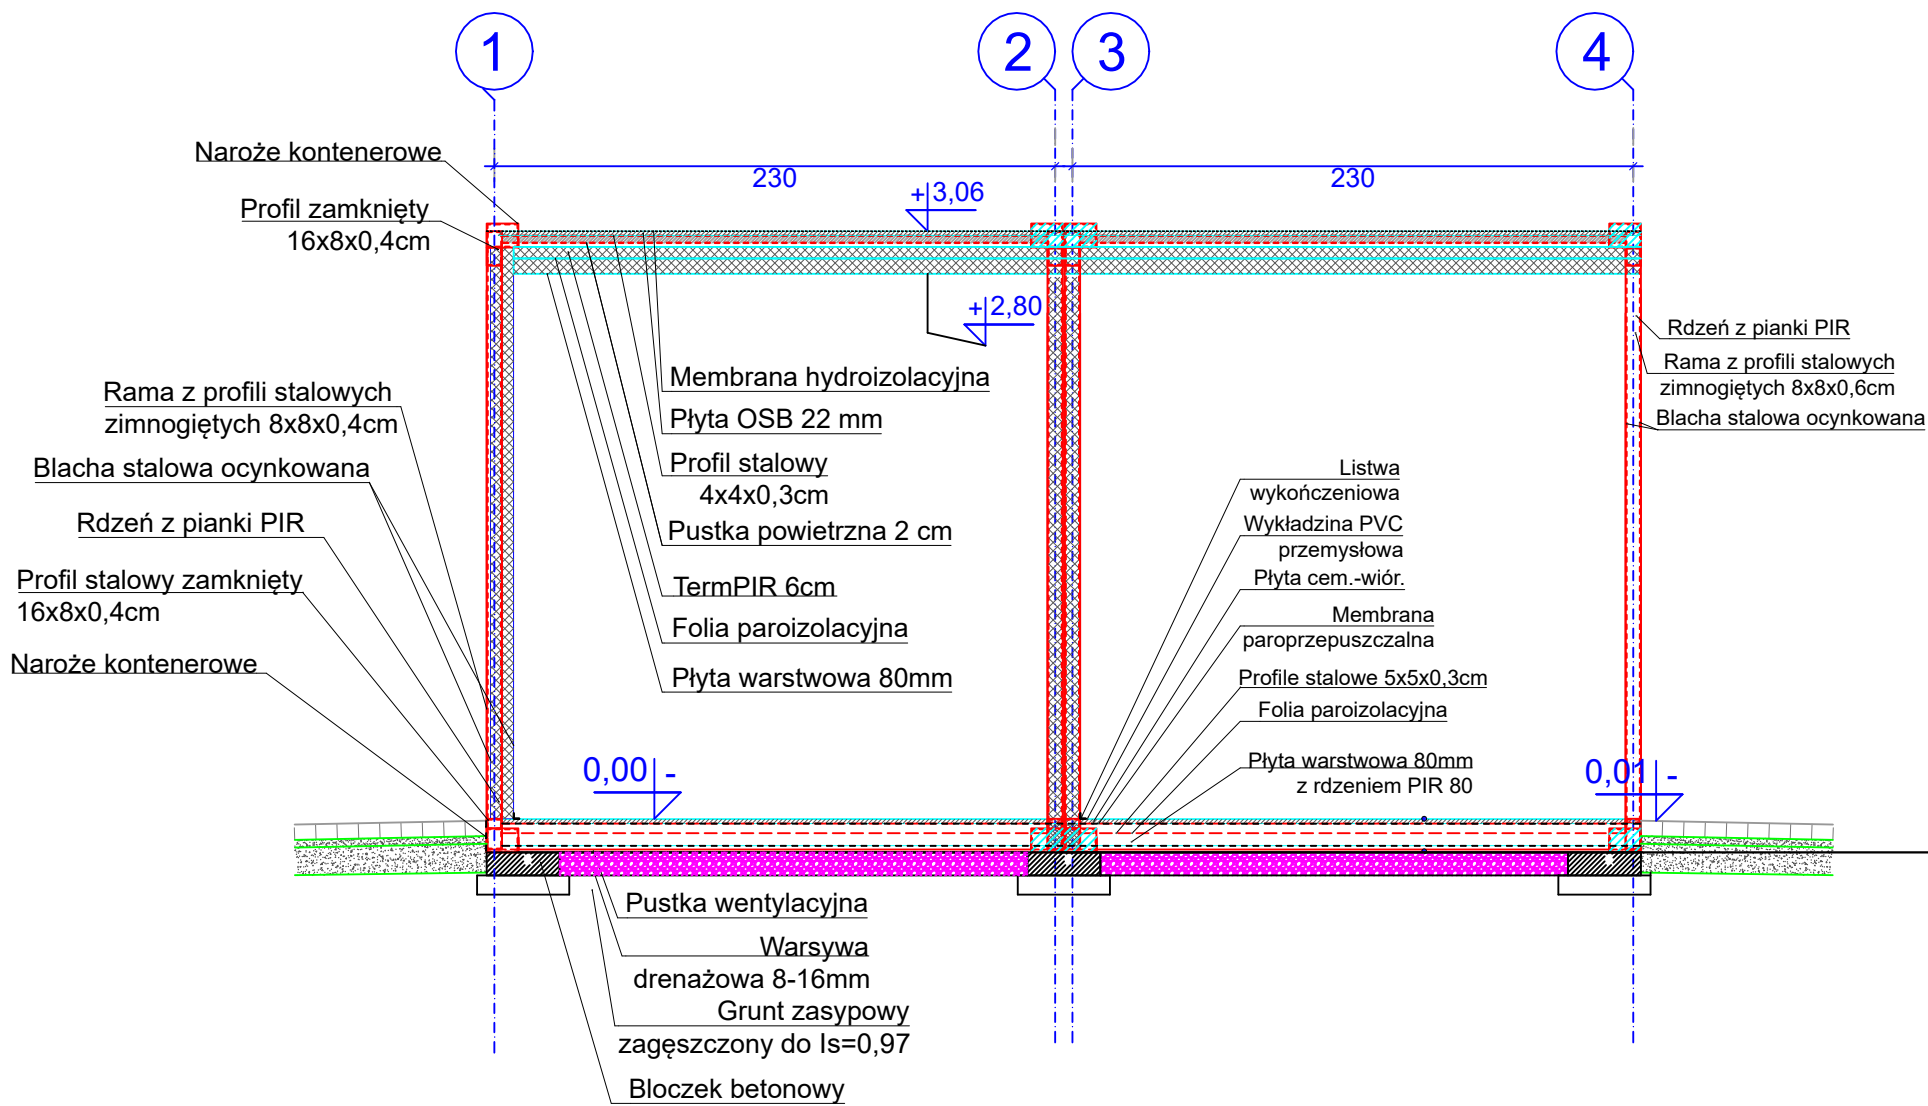 1
2
3
4
230
230
Naroże kontenerowe
Profil zamknięty
16x8x0,4cm
+3,06
+2,80
Rama z profili stalowych
zimnogiętych 8x8x0,4cm
Blacha stalowa ocynkowana
Rdzeń z pianki PIR
Profil stalowy zamknięty
16x8x0,4cm
Naroże kontenerowe
Membrana hydroizolacyjna
Płyta OSB 22 mm
Profil stalowy
4x4x0,3cm
Pustka powietrzna 2 cm
TermPIR 6cm
Folia paroizolacyjna
Płyta warstwowa 80mm
0,00 -
Rdzeń z pianki PIR
Rama z profili stalowych
zimnogiętych 8x8x0,6cm
Blacha stalowa ocynkowana
Listwa
wykończeniowa
Wykładzina PVC
przemysłowa
Płyta cem.-wiór.
Membrana
paroprzepuszczalna
Profile stalowe 5x5x0,3cm
Folia paroizolacyjna
Płyta warstwowa 80mm
z rdzeniem PIR 80
0,01 -
Pustka wentylacyjna
Warsywa
drenażowa 8-16mm
Grunt zasypowy
zagęszczony do Is=0,97
Bloczek betonowy